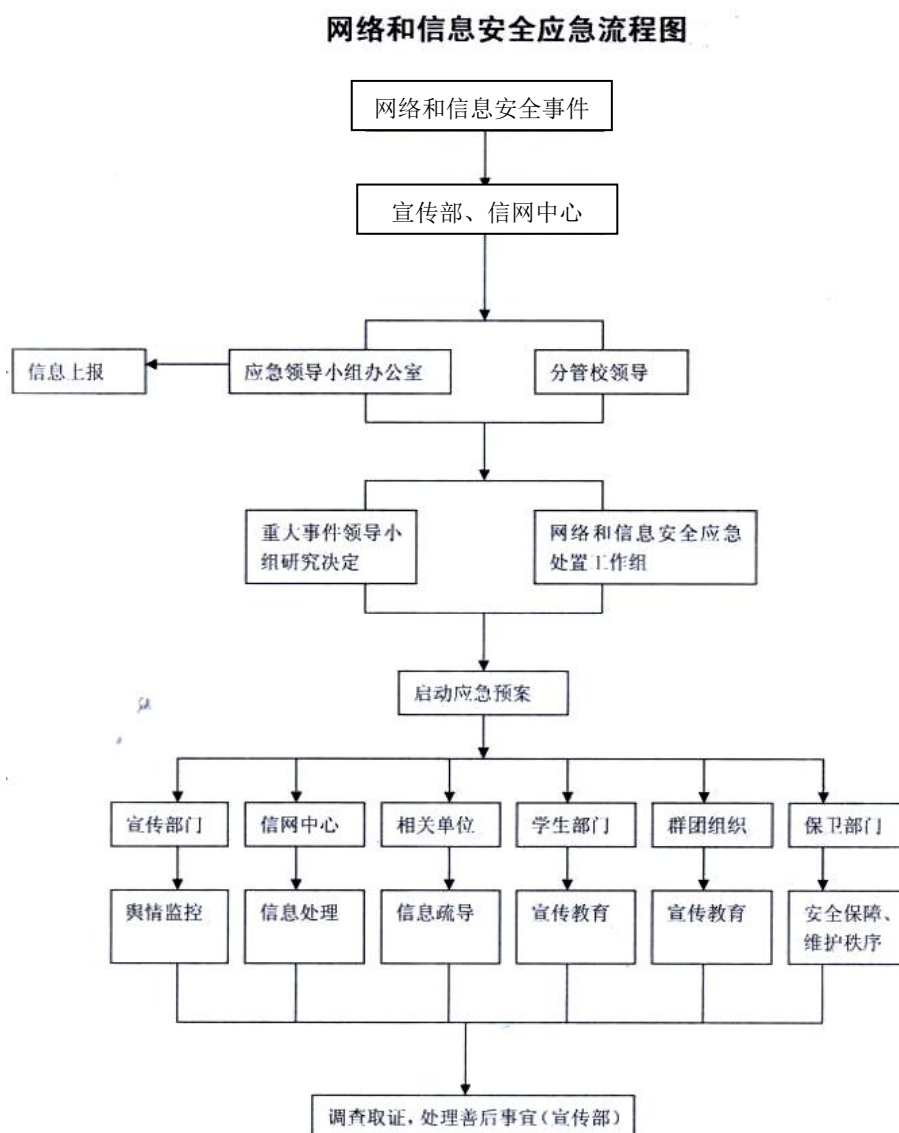 网络和信息安全应急流程图
网络和信息安全事件
宣传部、信网中心
信息上报
应急领导小组办公室
分管校领导
重大事件领导小
组研究决定
网络和信息安全应急
处置工作组
启动应急预案
宣传部门
信网中心
相关单位
学生部门
群团组织
保卫部门
舆情监控
信息处理
信息疏导
宣传教育
宣传教育
安全保障、
维护秩序
调查取证,处理善后事宜(宣传部)